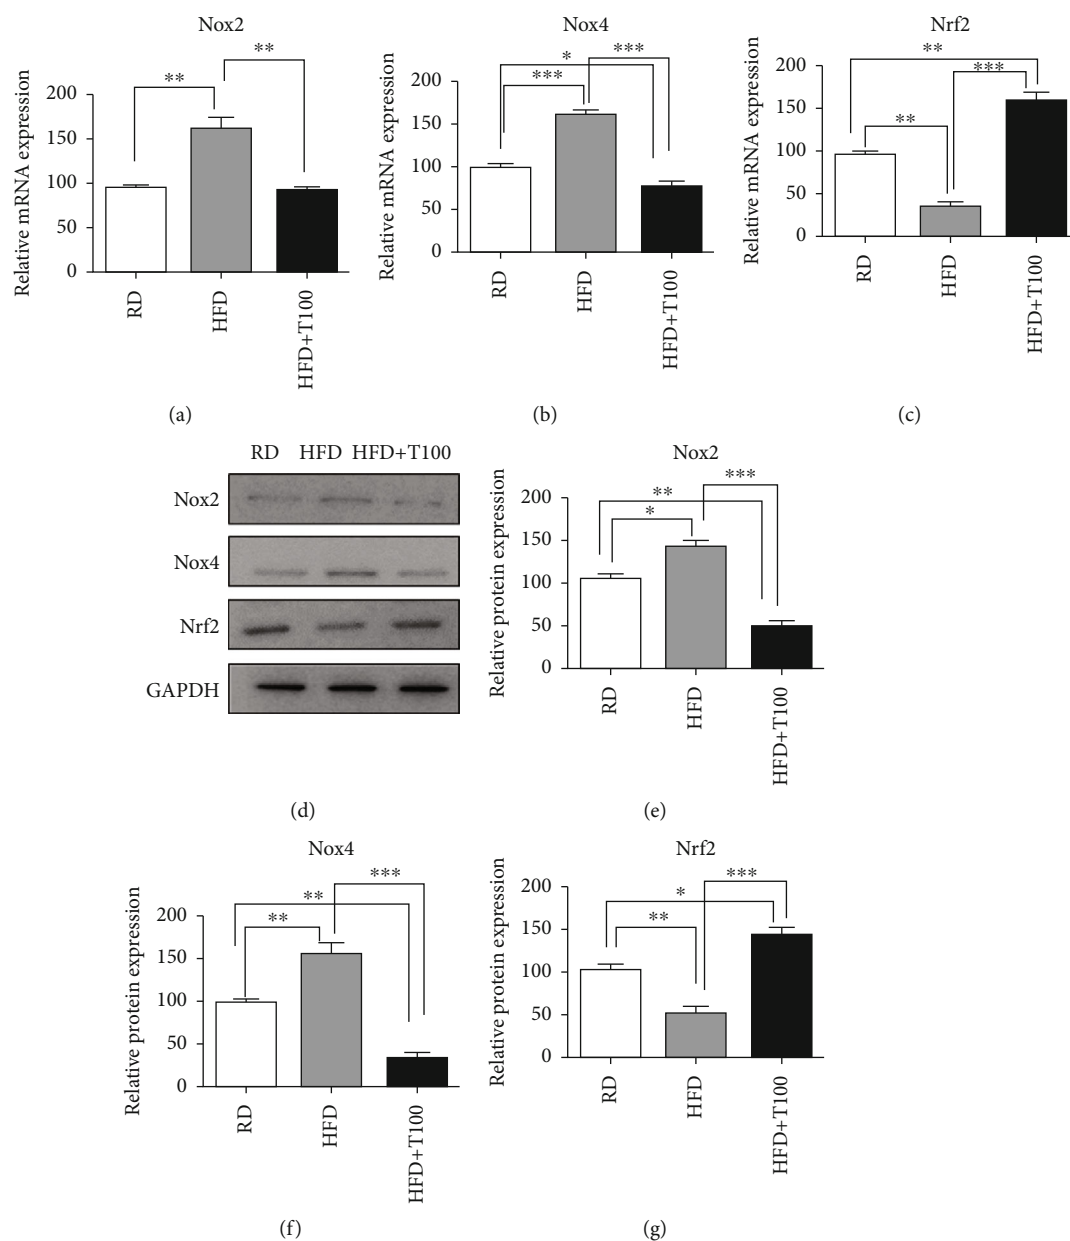 Nox2
Relative mRNA expression
200
150
100
50
0
**
**
RD
HFD
HFD+T100
(a)
Nox4
Relative mRNA expression
200
150
100
50
0
*
***
***
RD
HFD
HFD+T100
(b)
Nrf2
Relative mRNA expression
200
150
100
50
0
**
***
**
RD
HFD
HFD+T100
(c)
RD HFD HFD+T100
Nox2
Nox4
Nrf2
GAPDH
(d)
Nox2
Relative protein expression
200
150
100
50
0
***
**
*
RD
HFD
HFD+T100
(e)
Nox4
Relative protein expression
200
150
100
50
0
***
**
**
RD
HFD
HFD+T100
(f)
Nrf2
Relative protein expression
200
150
100
50
0
***
*
**
RD
HFD
HFD+T100
(g)